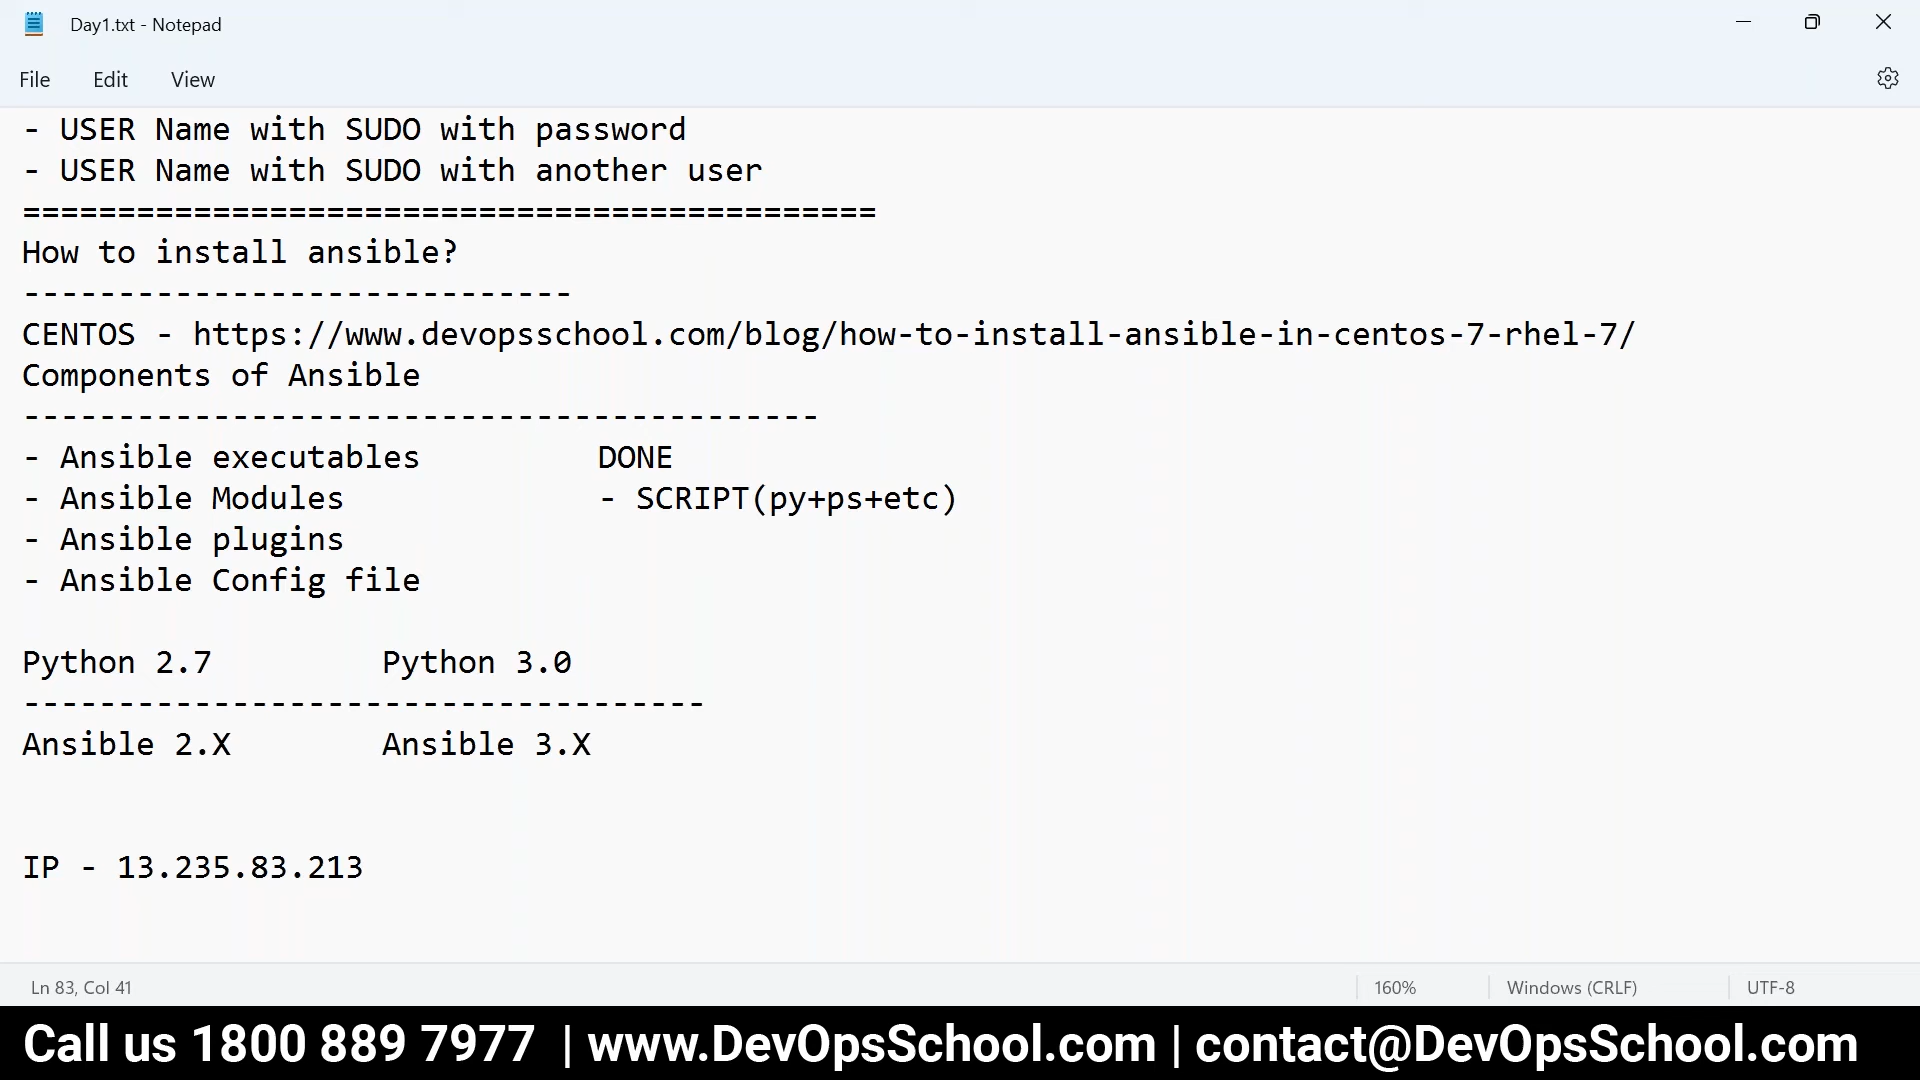 Day1.txt - Notepad
File Edit View
- USER Name with SUDO with password
- USER Name with SUDO with another user
=============================================
How to install ansible?
-----------------------------
CENTOS - https://www.devopsschool.com/blog/how-to-install-ansible-in-centos-7-rhel-7/
Components of Ansible
------------------------------------------
- Ansible executables DONE
- Ansible Modules - SCRIPT(py+ps+etc)
- Ansible plugins
- Ansible Config file
Python 2.7 Python 3.0
------------------------------------
Ansible 2.X Ansible 3.X
IP - 13.235.83.213
Ln 83, Col 41 160% Windows (CRLF) UTF-8
Call us 1800 889 7977 | www.DevOpsSchool.com | contact@DevOpsSchool.com